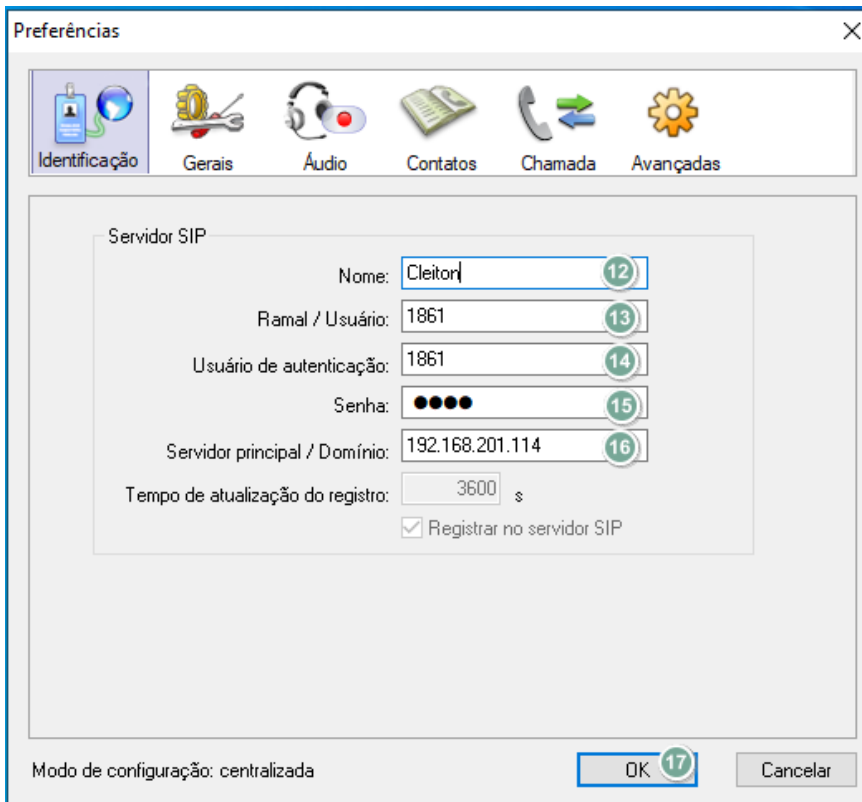 Preferências
Identificação Gerais Áudio Contatos Chamada Avançadas
Servidor SIP
Nome: Cleiton 12
Ramal / Usuário: 1861 13
Usuário de autenticação: 1861 14
Senha: ●●●● 15
Servidor principal / Domínio: 192.168.201.114 16
Tempo de atualização do registro: 3600 s
Registrar no servidor SIP
Modo de configuração: centralizada OK 17 Cancelar